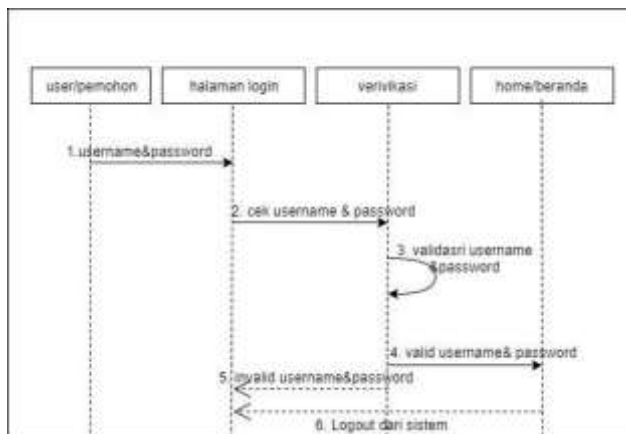 user/pemohon
halaman login
verivikasi
home/beranda
1.username&password
2. cek username & password
3. validasri username
&password
4. valid username& password
5. invalid username&password
6. Logout dari sistem